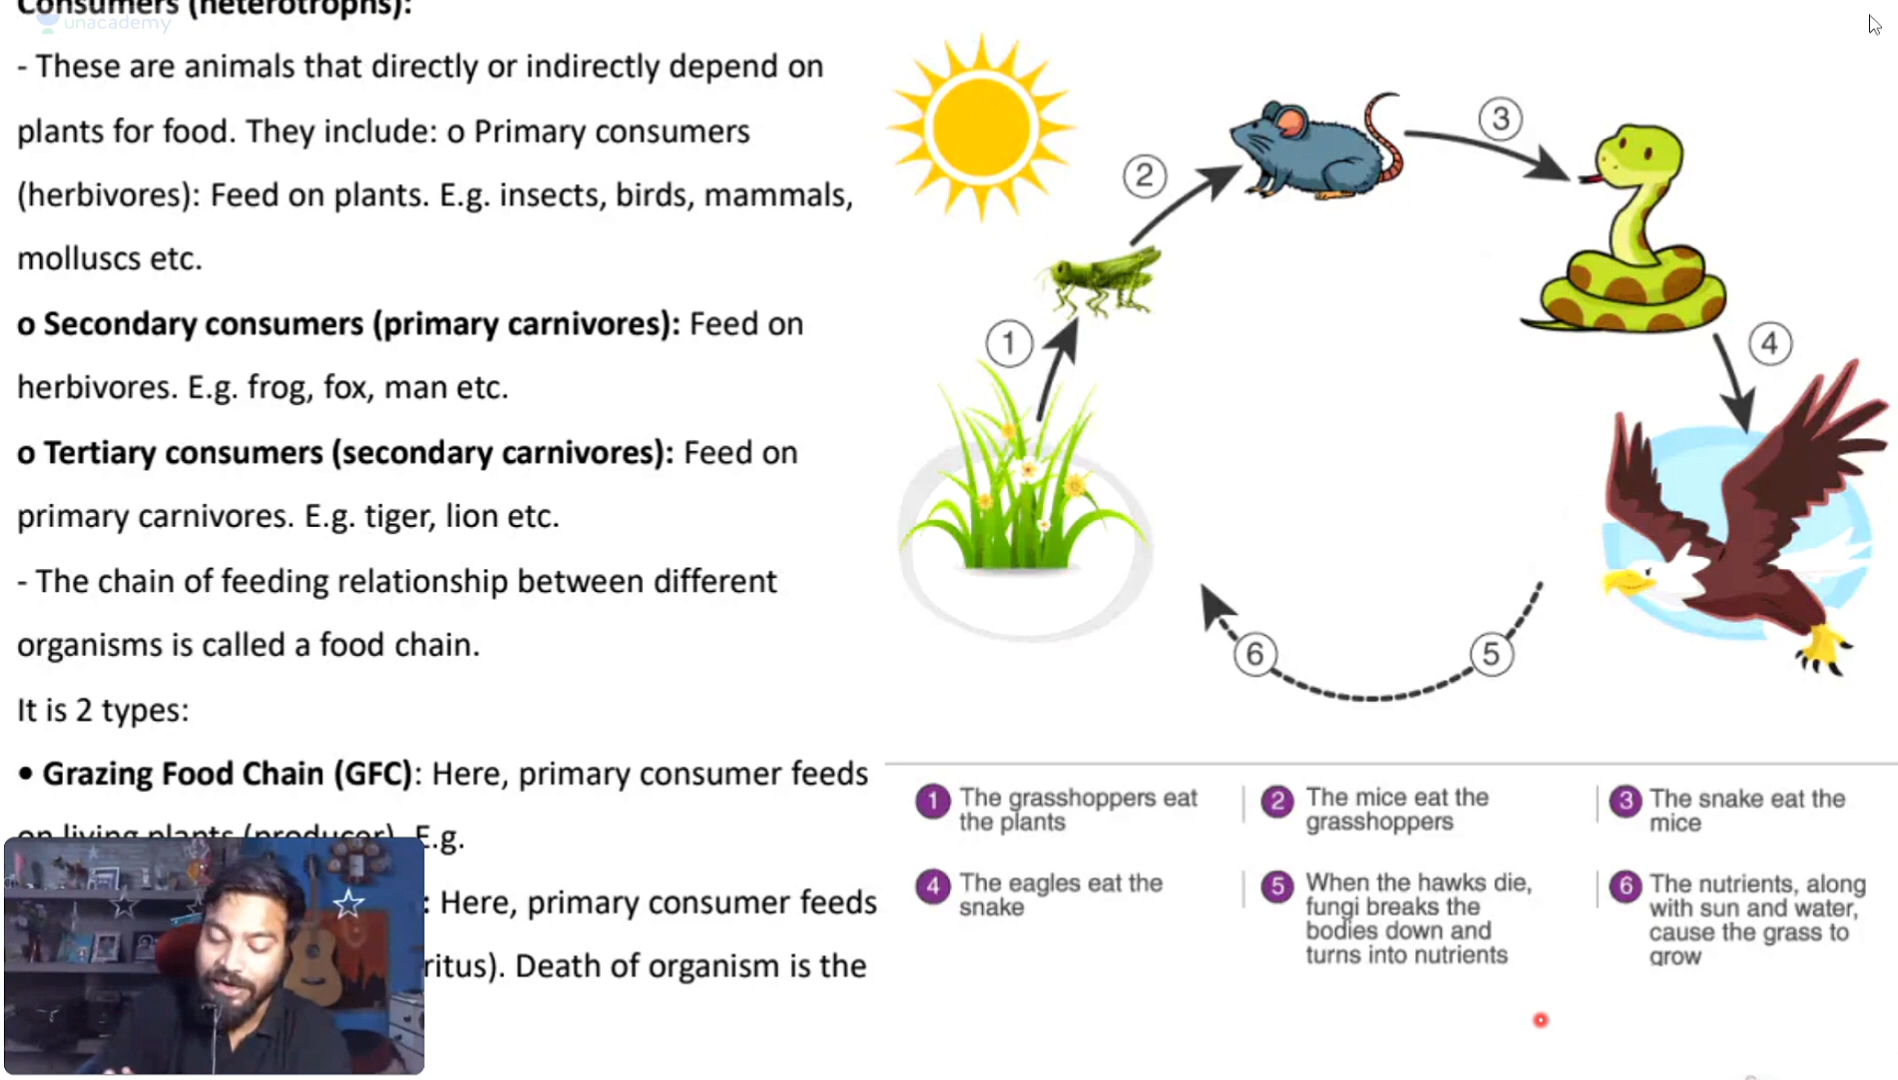 Consumers (heterotrophs):
unacademy
- These are animals that directly or indirectly depend on
plants for food. They include: o Primary consumers
(herbivores): Feed on plants. E.g. insects, birds, mammals,
molluscs etc.
o Secondary consumers (primary carnivores): Feed on
herbivores. E.g. frog, fox, man etc.
o Tertiary consumers (secondary carnivores): Feed on
primary carnivores. E.g. tiger, lion etc.
- The chain of feeding relationship between different
organisms is called a food chain.
It is 2 types:
• Grazing Food Chain (GFC): Here, primary consumer feeds
on living plants (producer). E.g.
: Here, primary consumer feeds
ritus). Death of organism is the
1
2
3
4
5
6
1 The grasshoppers eat
the plants
2 The mice eat the
grasshoppers
3 The snake eat the
mice
4 The eagles eat the
snake
5 When the hawks die,
fungi breaks the
bodies down and
turns into nutrients
6 The nutrients, along
with sun and water,
cause the grass to
grow